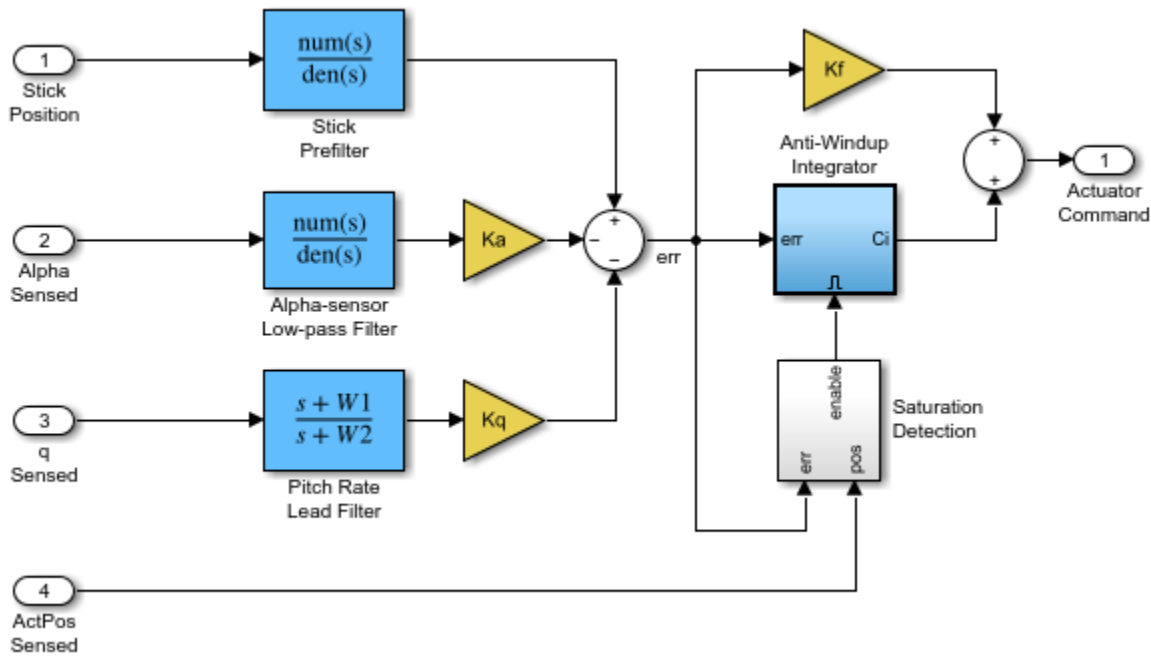 1
Stick
Position
num(s)
den(s)
Stick
Prefilter
Kf
Anti-Windup
Integrator
+
+
1
Actuator
Command
2
Alpha
Sensed
num(s)
den(s)
Alpha-sensor
Low-pass Filter
Ka
+
−
−
err
err
Ci
3
q
Sensed
s + W1
s + W2
Pitch Rate
Lead Filter
Kq
enable
err
pos
Saturation
Detection
4
ActPos
Sensed